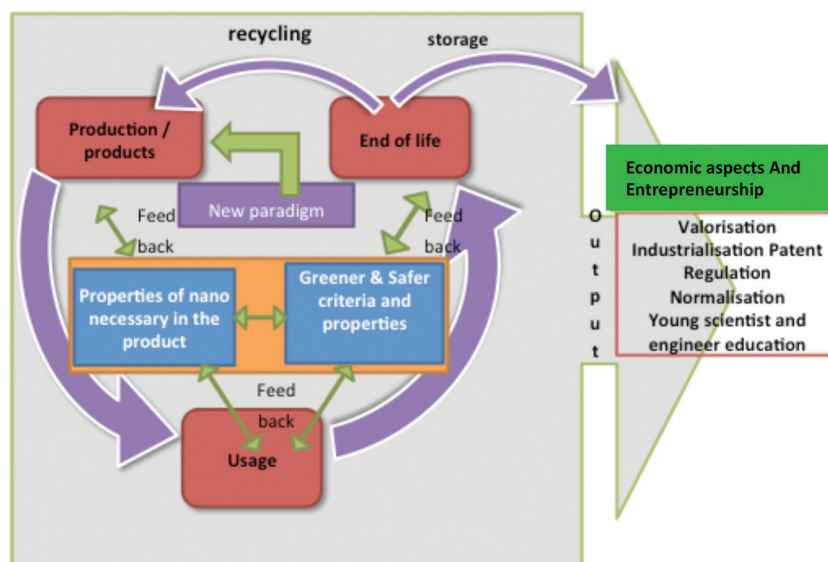 recycling
storage
Production /
products
End of life
New paradigm
Feed
back
Feed
back
Properties of nano
necessary in the
product
Greener & Safer
criteria and
properties
Feed
back
Usage
Output
Economic aspects And
Entrepreneurship
Valorisation
Industrialisation Patent
Regulation
Normalisation
Young scientist and
engineer education